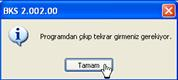 BKS 2.002.00
Programdan çıkıp tekrar girmeniz gerekiyor.
Tamam